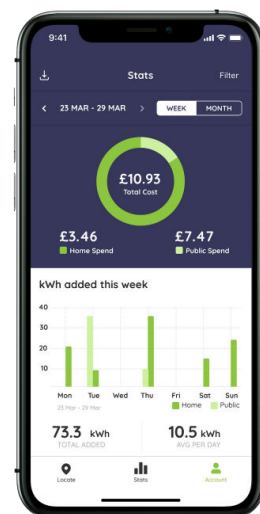 9:41
Stats
Filter
23 MAR - 29 MAR
WEEK
MONTH
£10.93
Total Cost
£3.46
Home Spend
£7.47
Public Spend
kWh added this week
40
30
20
10
Mon Tue Wed Thu Fri Sat Sun
23 Mar - 29 Mar
Home Public
73.3 kWh
TOTAL ADDED
10.5 kWh
AVG PER DAY
Locate
Stats
Account